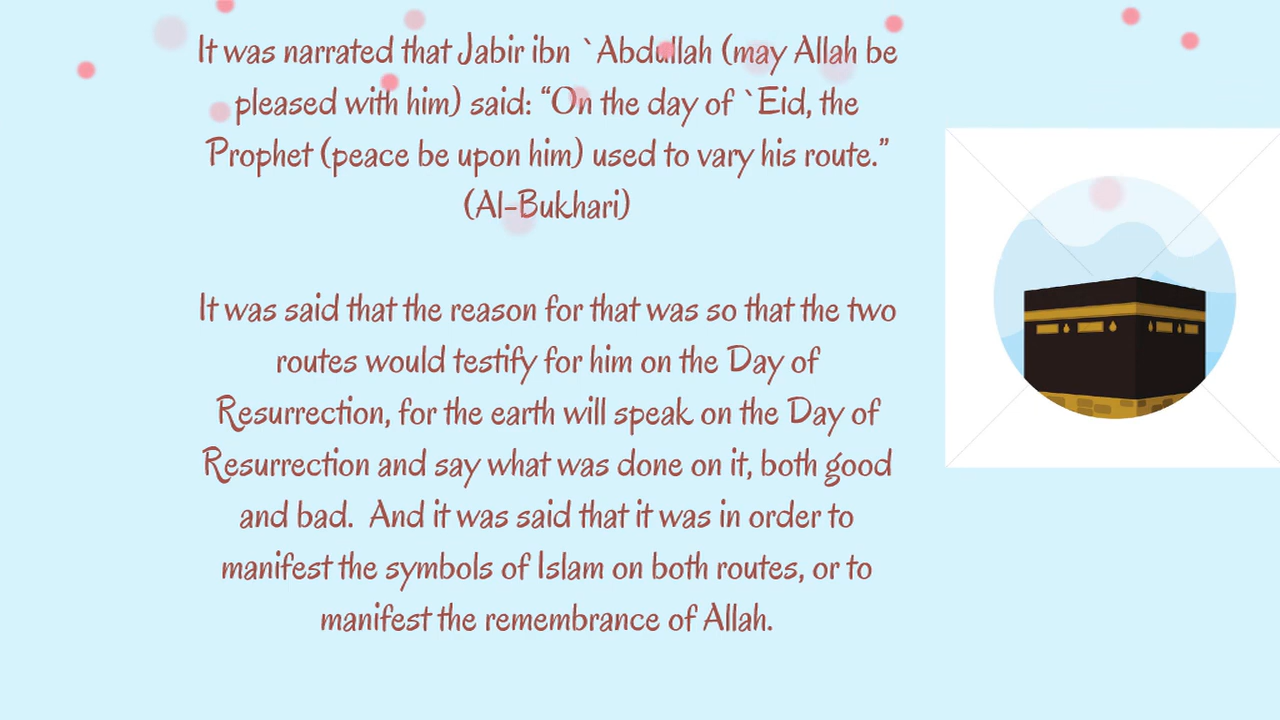 It was narrated that Jabir ibn `Abdullah (may Allah be
pleased with him) said: “On the day of `Eid, the
Prophet (peace be upon him) used to vary his route.”
(Al-Bukhari)
It was said that the reason for that was so that the two
routes would testify for him on the Day of
Resurrection, for the earth will speak on the Day of
Resurrection and say what was done on it, both good
and bad.  And it was said that it was in order to
manifest the symbols of Islam on both routes, or to
manifest the remembrance of Allah.